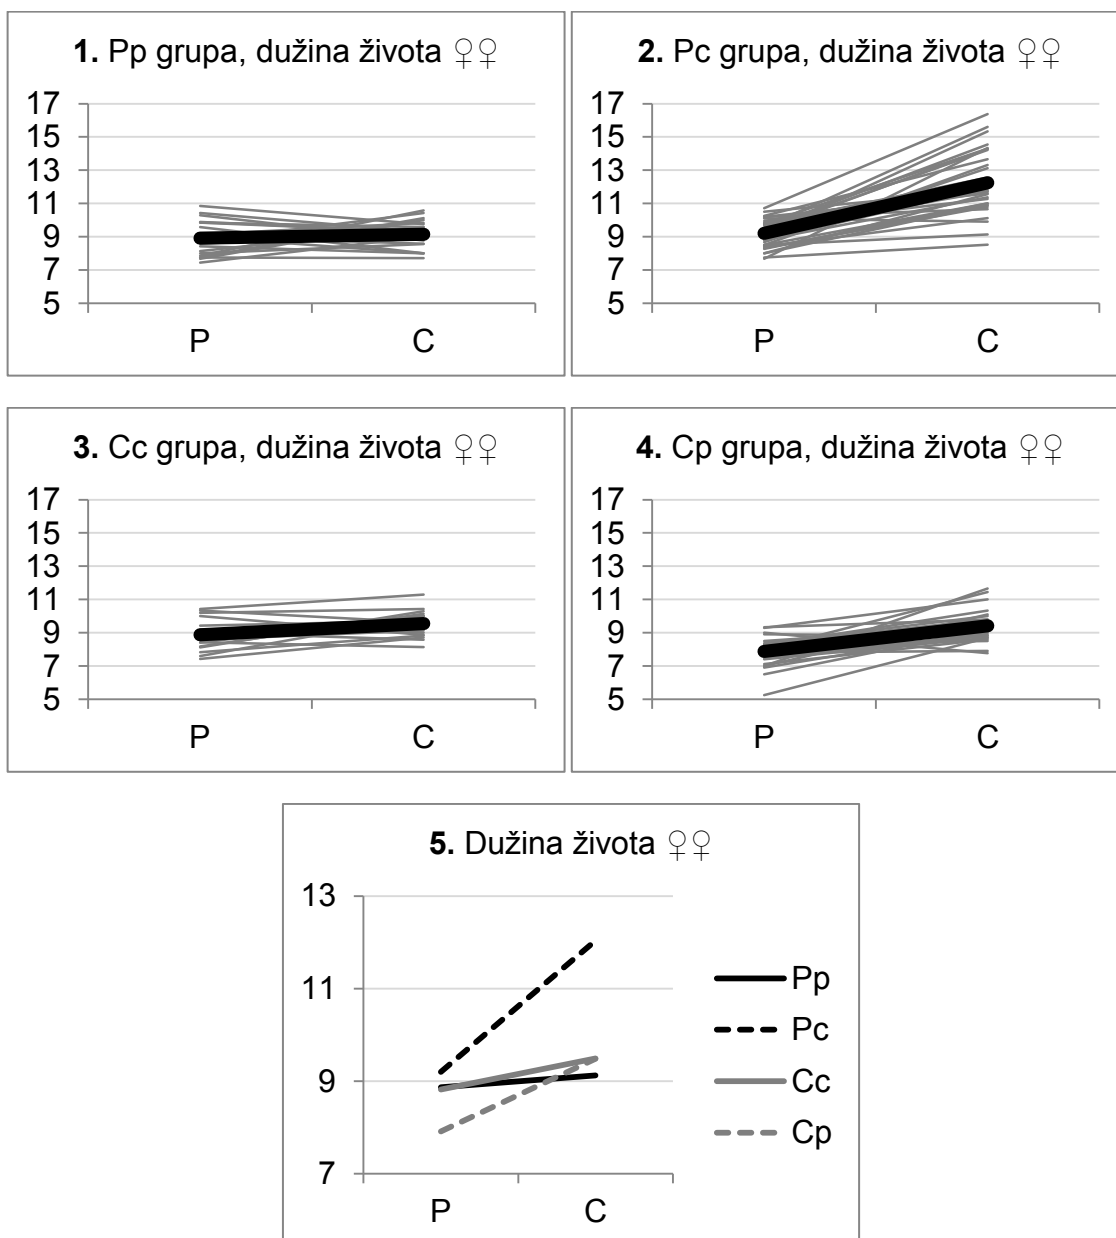 1. Pp grupa, dužina života ♀♀
17
15
13
11
9
7
5
P C
2. Pc grupa, dužina života ♀♀
17
15
13
11
9
7
5
P C
3. Cc grupa, dužina života ♀♀
17
15
13
11
9
7
5
P C
4. Cp grupa, dužina života ♀♀
17
15
13
11
9
7
5
P C
5. Dužina života ♀♀
13
11
9
7
P C
Pp
Pc
Cc
Cp